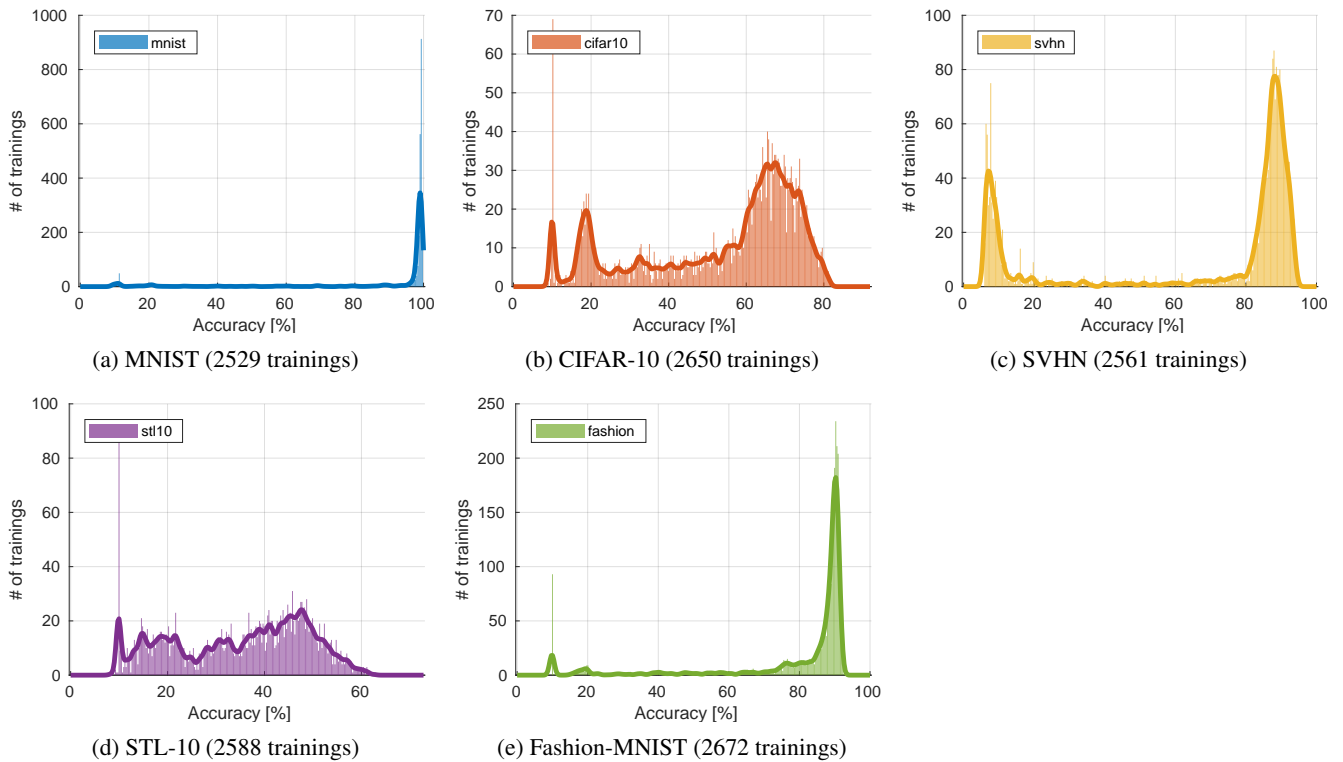 1000
800
600
400
200
0
# of trainings
mnist
0 20 40 60 80 100
Accuracy [%]
(a) MNIST (2529 trainings)
70
60
50
40
30
20
10
0
# of trainings
cifar10
0 20 40 60 80
Accuracy [%]
(b) CIFAR-10 (2650 trainings)
100
80
60
40
20
0
# of trainings
svhn
0 20 40 60 80 100
Accuracy [%]
(c) SVHN (2561 trainings)
100
80
60
40
20
0
# of trainings
stl10
0 20 40 60
Accuracy [%]
(d) STL-10 (2588 trainings)
250
200
150
100
50
0
# of trainings
fashion
0 20 40 60 80 100
Accuracy [%]
(e) Fashion-MNIST (2672 trainings)